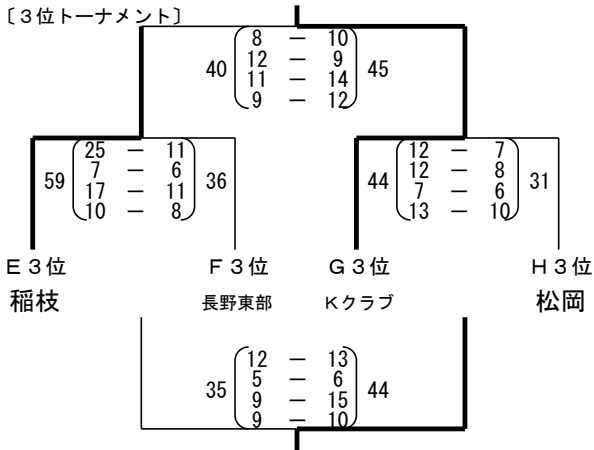 〔３位トーナメント〕
8 － 10
40 12 － 9 45
11 － 14
9 － 12
25 － 11 12 － 7
59 7 － 6 36 44 12 － 8 31
17 － 11 7 － 6
10 － 8 13 － 10
Ｅ３位 Ｆ３位 Ｇ３位 Ｈ３位
稲枝 長野東部 Ｋクラブ 松岡
12 － 13
35 5 － 6 44
9 － 15
9 － 10